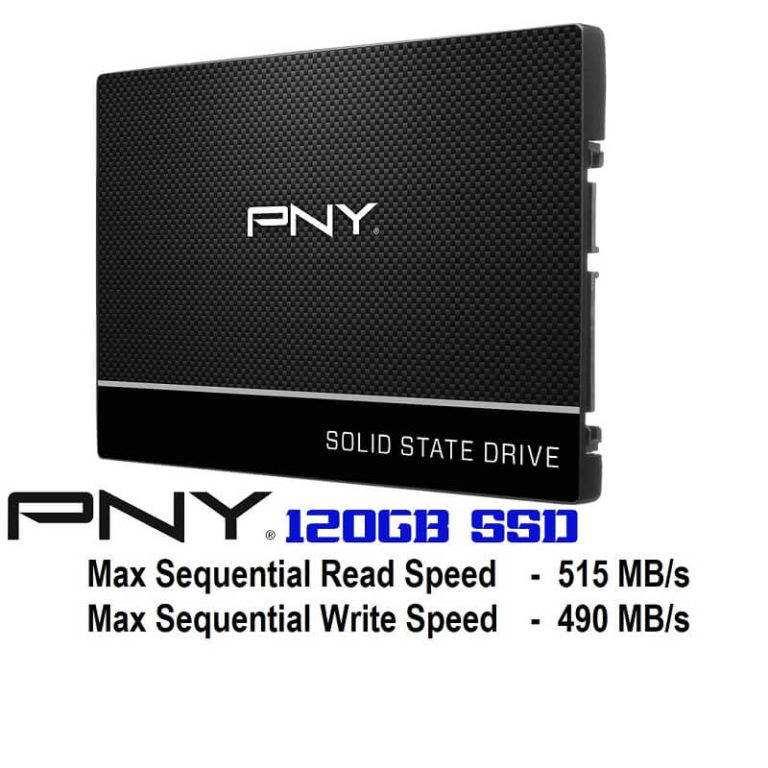 PNY®
SOLID STATE DRIVE
PNY® 120GB SSD
Max Sequential Read Speed - 515 MB/s
Max Sequential Write Speed - 490 MB/s